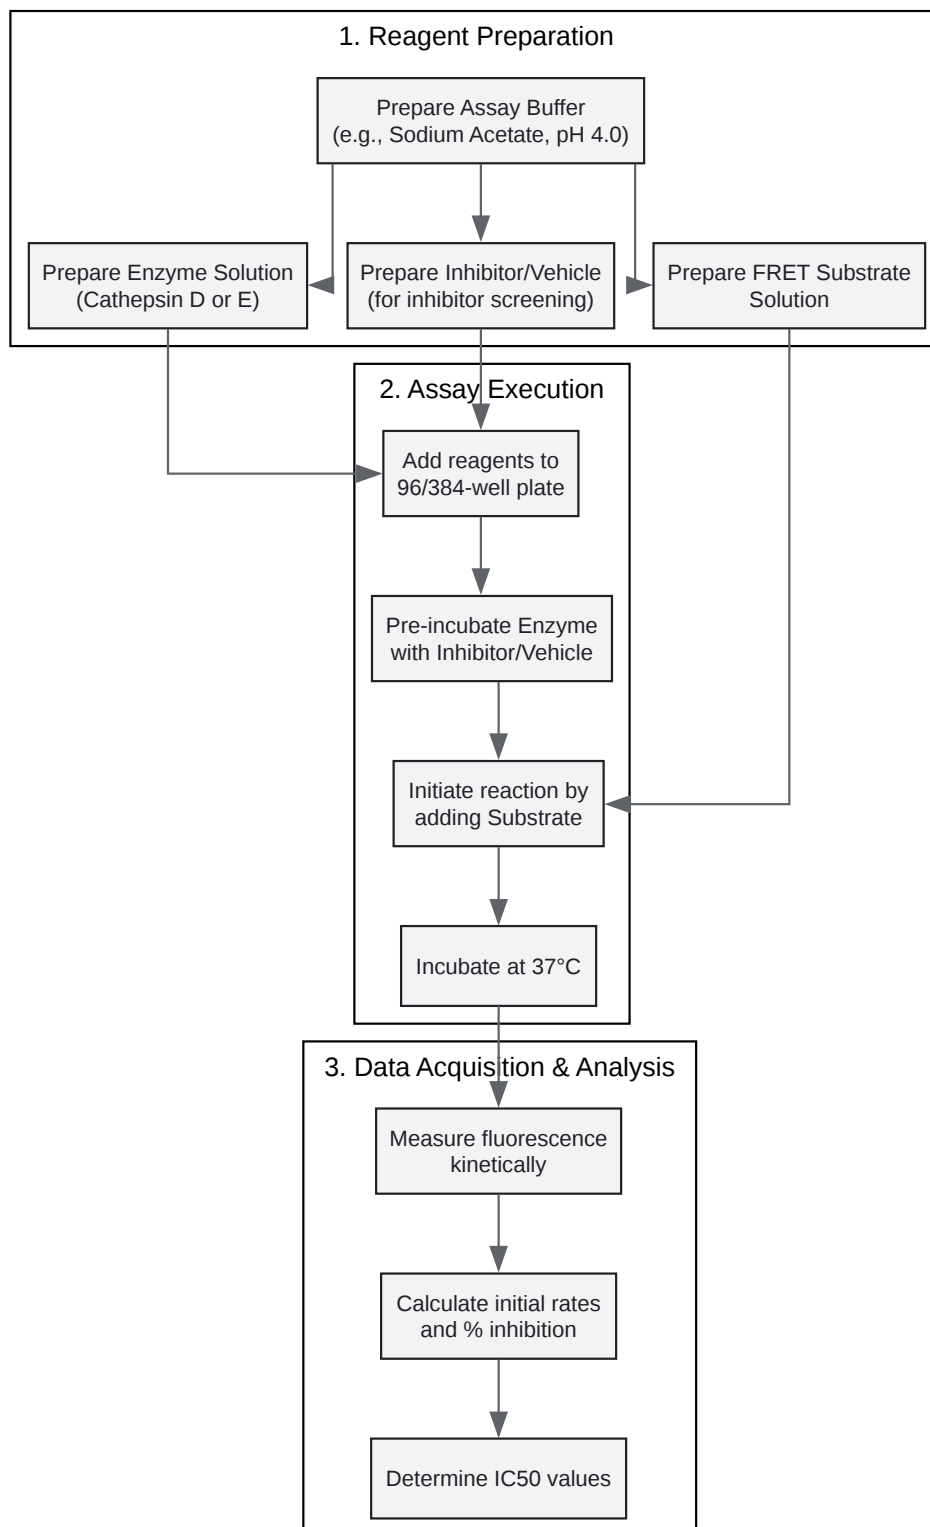 1. Reagent Preparation
Prepare Assay Buffer
(e.g., Sodium Acetate, pH 4.0)
Prepare Enzyme Solution
(Cathepsin D or E)
Prepare Inhibitor/Vehicle
(for inhibitor screening)
Prepare FRET Substrate
Solution
2. Assay Execution
Add reagents to
96/384-well plate
Pre-incubate Enzyme
with Inhibitor/Vehicle
Initiate reaction by
adding Substrate
Incubate at 37°C
3. Data Acquisition & Analysis
Measure fluorescence
kinetically
Calculate initial rates
and % inhibition
Determine IC50 values